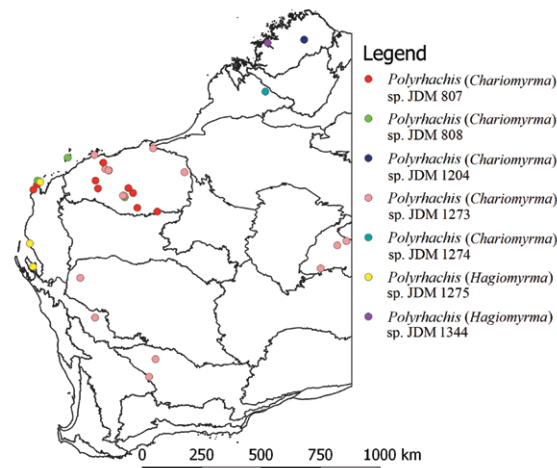 Legend
Polyrhachis (Chariomyrma)
sp. JDM 807
Polyrhachis (Chariomyrma)
sp. JDM 808
Polyrhachis (Chariomyrma)
sp. JDM 1204
Polyrhachis (Chariomyrma)
sp. JDM 1273
Polyrhachis (Chariomyrma)
sp. JDM 1274
Polyrhachis (Hagiomyrma)
sp. JDM 1275
Polyrhachis (Hagiomyrma)
sp. JDM 1344
0 250 500 750 1000 km